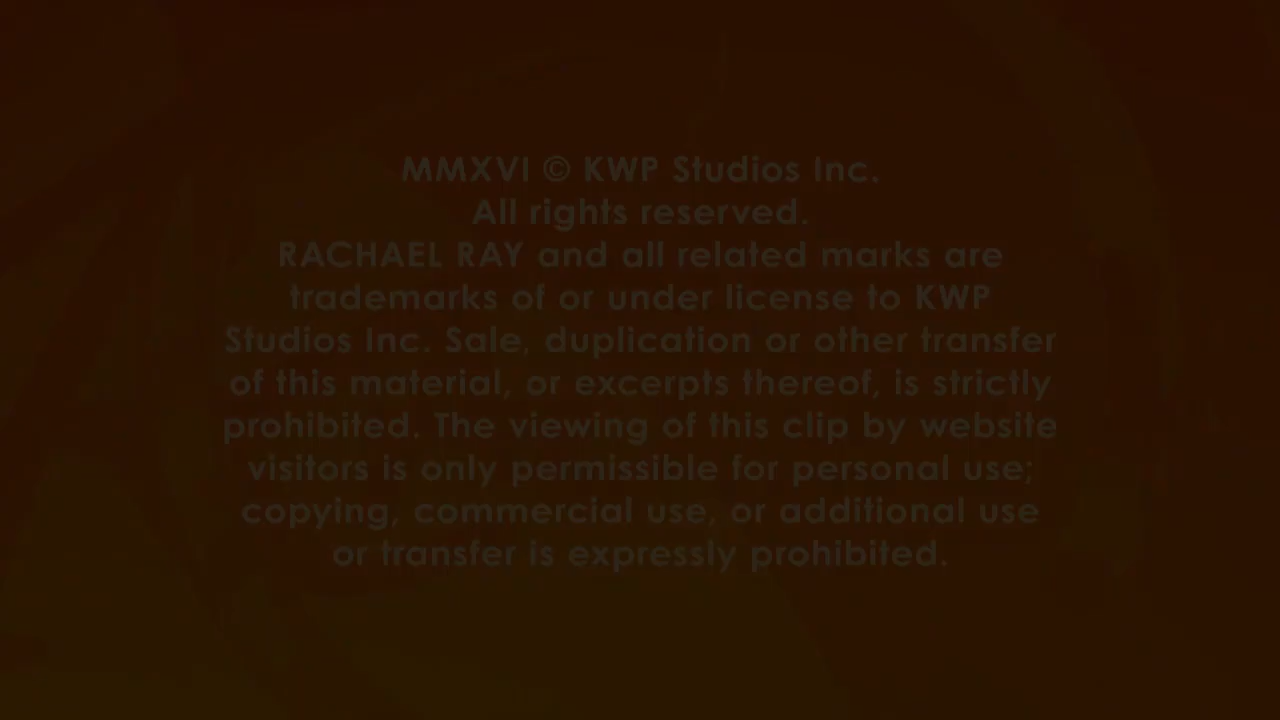 MMXVI © KWP Studios Inc.
All rights reserved.
RACHAEL RAY and all related marks are
trademarks of or under license to KWP
Studios Inc. Sale, duplication or other transfer
of this material, or excerpts thereof, is strictly
prohibited. The viewing of this clip by website
visitors is only permissible for personal use;
copying, commercial use, or additional use
or transfer is expressly prohibited.